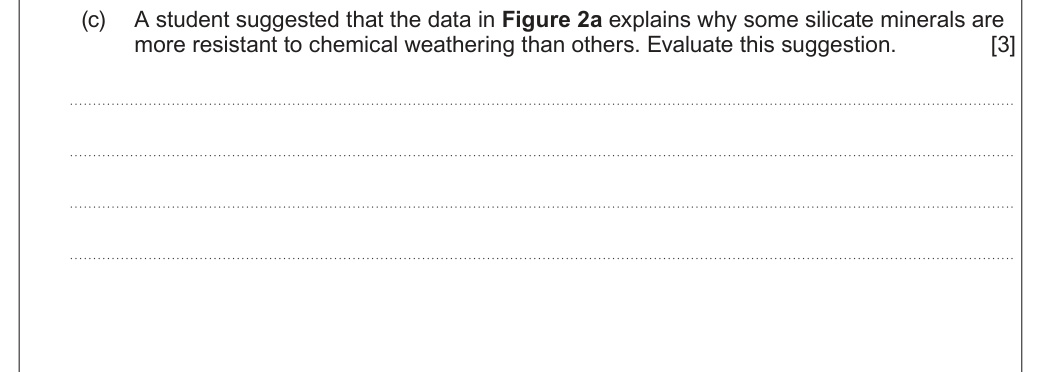 (c) A student suggested that the data in Figure 2a explains why some silicate minerals are
more resistant to chemical weathering than others. Evaluate this suggestion. [3]